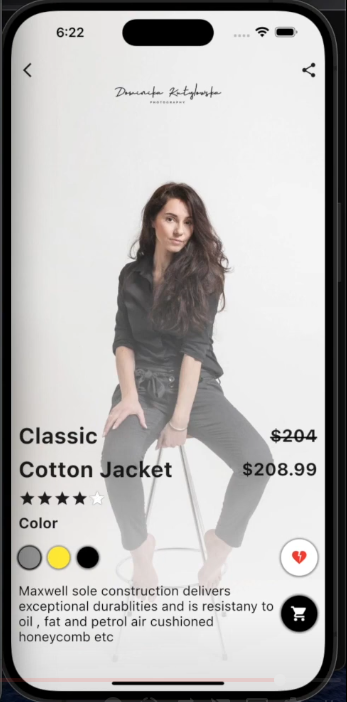 6:22
Dominika Kużyłowska
PHOTOGRAPHY
Classic
$204
Cotton Jacket
$208.99
Color
Maxwell sole construction delivers
exceptional durablities and is resistany to
oil , fat and petrol air cushioned
honeycomb etc